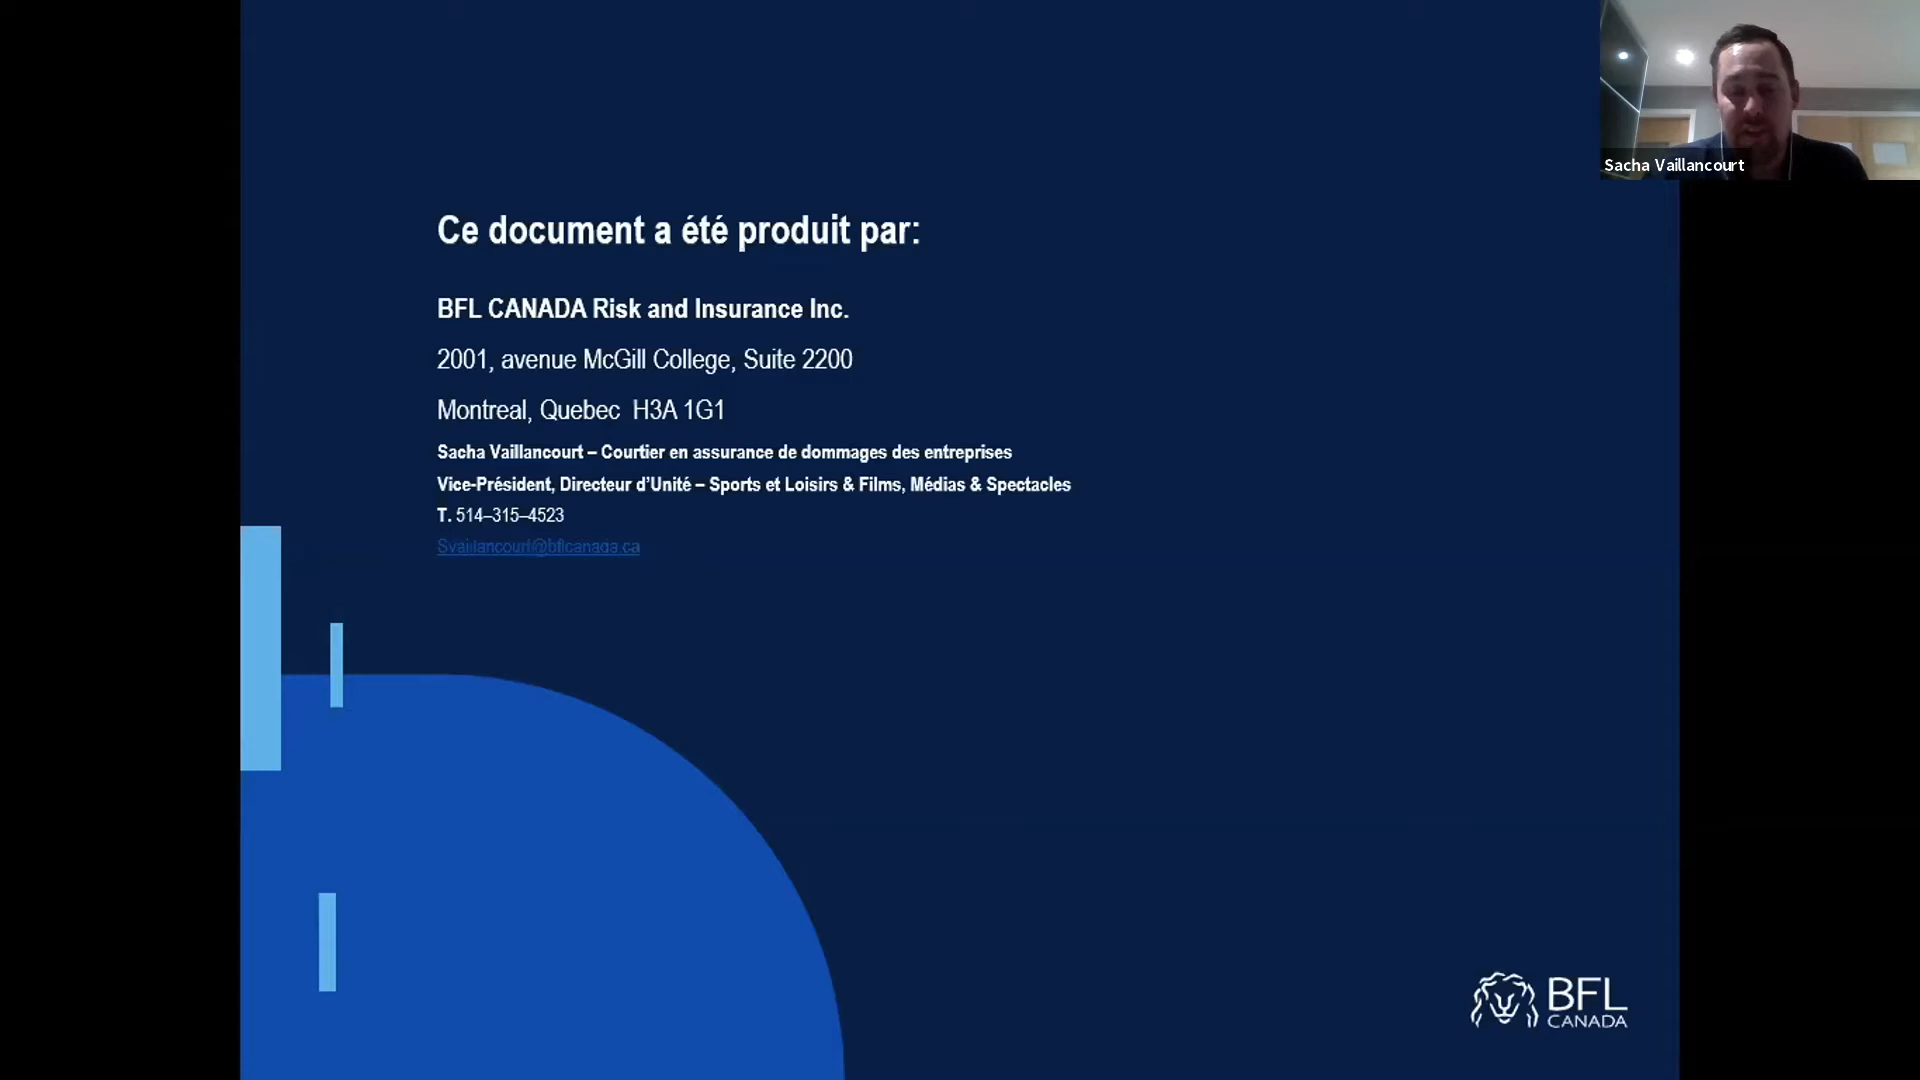 Sacha Vaillancourt
Ce document a été produit par:
BFL CANADA Risk and Insurance Inc.
2001, avenue McGill College, Suite 2200
Montreal, Quebec H3A 1G1
Sacha Vaillancourt – Courtier en assurance de dommages des entreprises
Vice-Président, Directeur d'Unité – Sports et Loisirs & Films, Médias & Spectacles
T. 514–315–4523
Svaillancourt@bflcanada.ca
BFL
CANADA